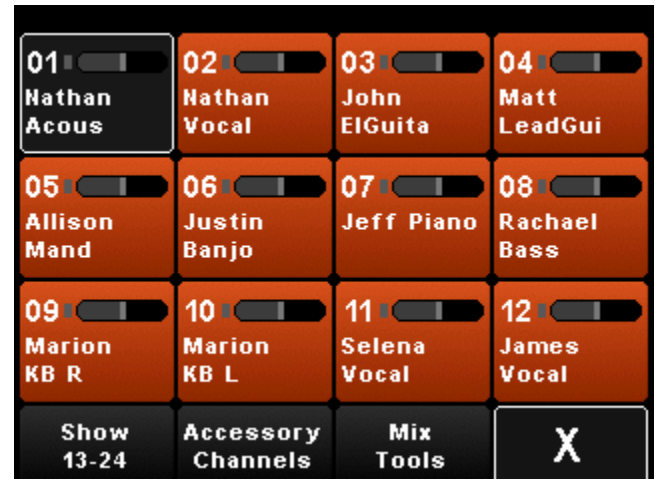 01
Nathan
Acous
02
Nathan
Vocal
03
John
ElGuita
04
Matt
LeadGui
05
Allison
Mand
06
Justin
Banjo
07
Jeff Piano
08
Rachael
Bass
09
Marion
KB R
10
Marion
KB L
11
Selena
Vocal
12
James
Vocal
Show
13-24
Accessory
Channels
Mix
Tools
X